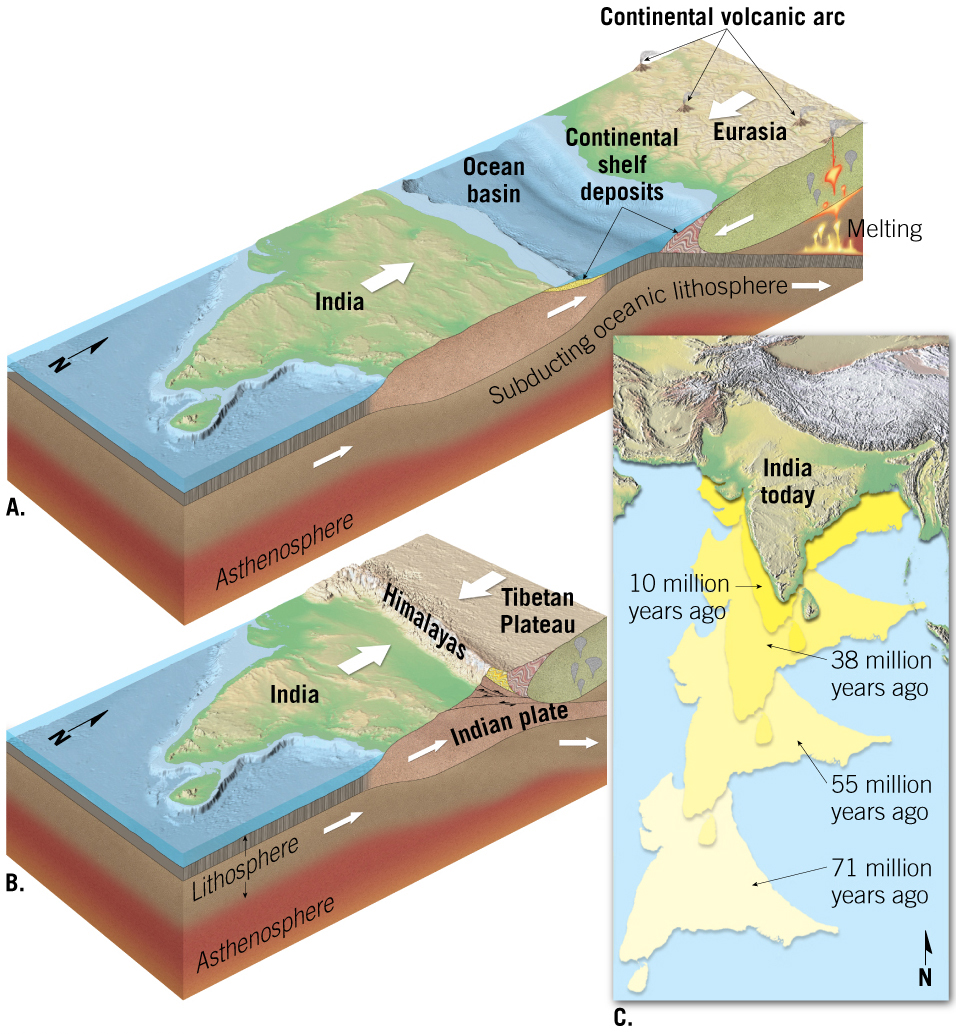 Continental volcanic arc
Eurasia
Continental
shelf
deposits
Ocean
basin
Melting
India
N
Subducting oceanic lithosphere
Asthenosphere
A.
Himalayas
Tibetan
Plateau
India
Indian plate
N
Lithosphere
Asthenosphere
B.
India
today
10 million
years ago
38 million
years ago
55 million
years ago
71 million
years ago
N
C.